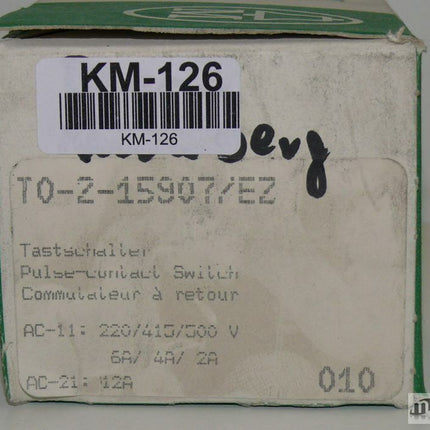 KM-126
KM-126
T0-2-15907/EZ
Tastschalter
Pulse-contact Switch
Commutateur à retour
AC-11: 220/415/500 V
6A/ 4A/ 2A
AC-21: 12A
010